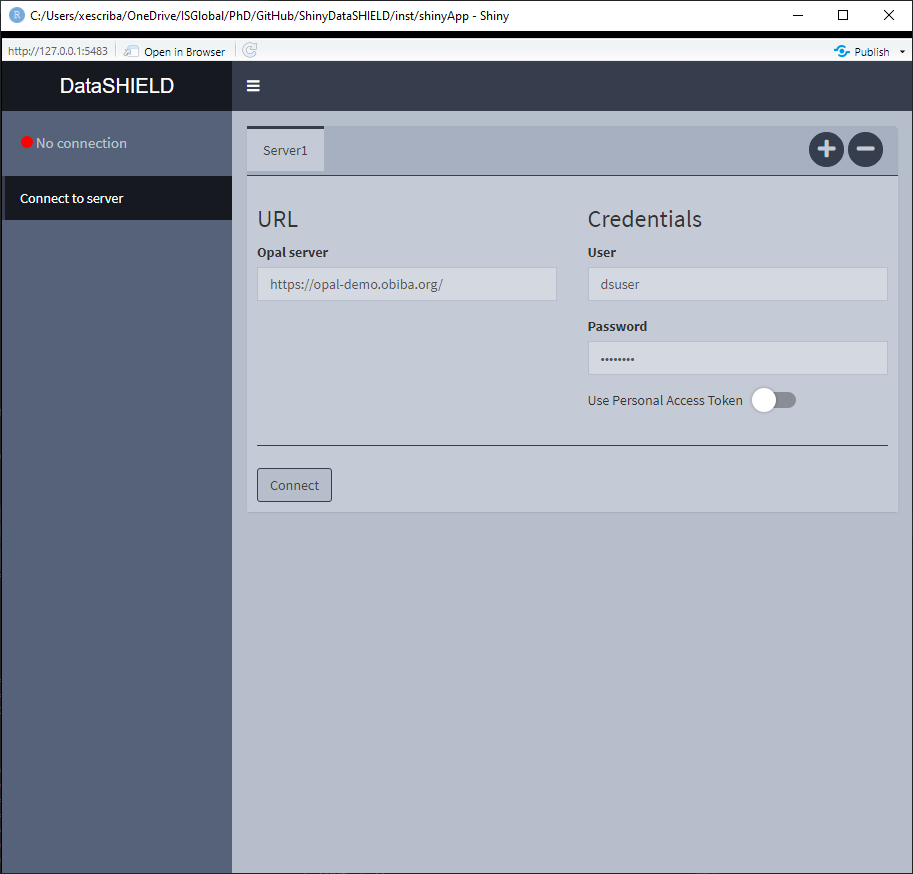 C:/Users/xescriba/OneDrive/ISGlobal/PhD/GitHub/ShinyDataSHIELD/inst/shinyApp - Shiny
http://127.0.0.1:5483 Open in Browser Publish
DataSHIELD
No connection
Connect to server
Server1
URL
Opal server
https://opal-demo.obiba.org/
Credentials
User
dsuser
Password
••••••••
Use Personal Access Token
Connect